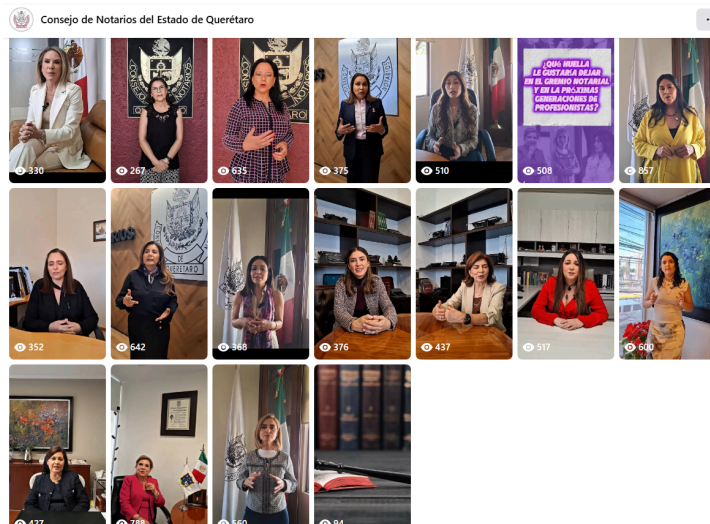 Consejo de Notarios del Estado de Querétaro
330
267
635
375
510
¿QUÉ HUELLA
LE GUSTARÍA DEJAR
EN EL GREMIO NOTARIAL
Y EN LA PRÓXIMAS
GENERACIONES DE
PROFESIONISTAS?
508
857
352
642
368
376
437
517
600
427
788
560
94